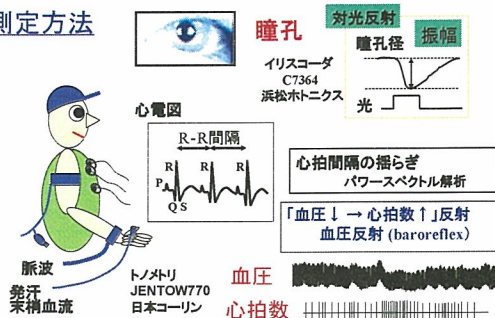 測定方法
瞳孔
イリスコーダ
C7364
浜松ホトニクス
対光反射
瞳孔径
振幅
光
心電図
R-R間隔
R R R
P
Q S
心拍間隔の揺らぎ
パワースペクトル解析
「血圧↓ → 心拍数↑」反射
血圧反射 (baroreflex)
脈波
発汗
末梢血流
トノメトリ
JENTOW770
日本コーリン
血圧
心拍数